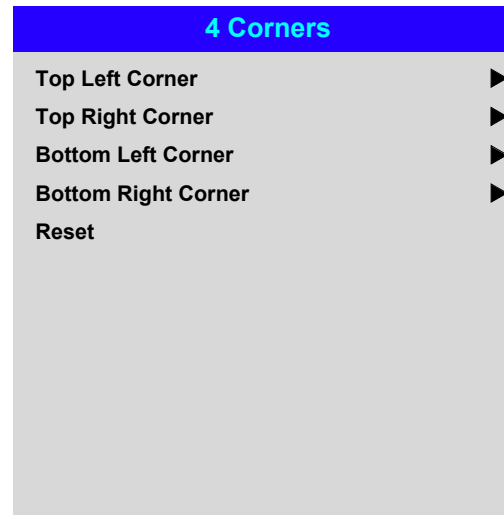 4 Corners
Top Left Corner
Top Right Corner
Bottom Left Corner
Bottom Right Corner
Reset